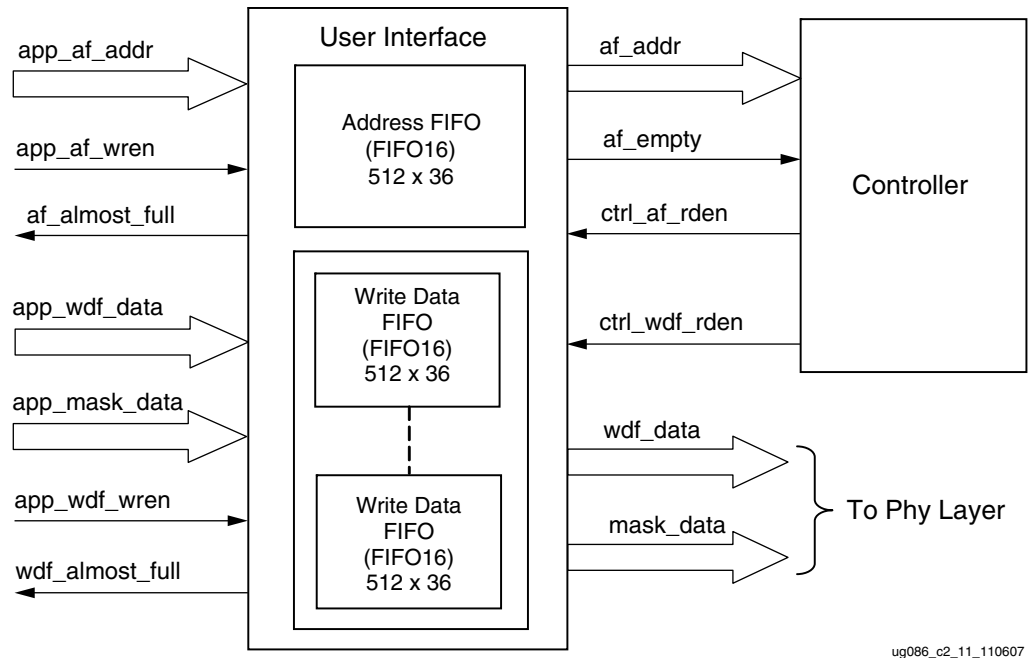 User Interface
app_af_addr
app_af_wren
af_almost_full
app_wdf_data
app_mask_data
app_wdf_wren
wdf_almost_full
Address FIFO
(FIFO16)
512 x 36
Write Data
FIFO
(FIFO16)
512 x 36
Write Data
FIFO
(FIFO16)
512 x 36
af_addr
af_empty
ctrl_af_rden
ctrl_wdf_rden
wdf_data
mask_data
Controller
To Phy Layer
ug086_c2_11_110607